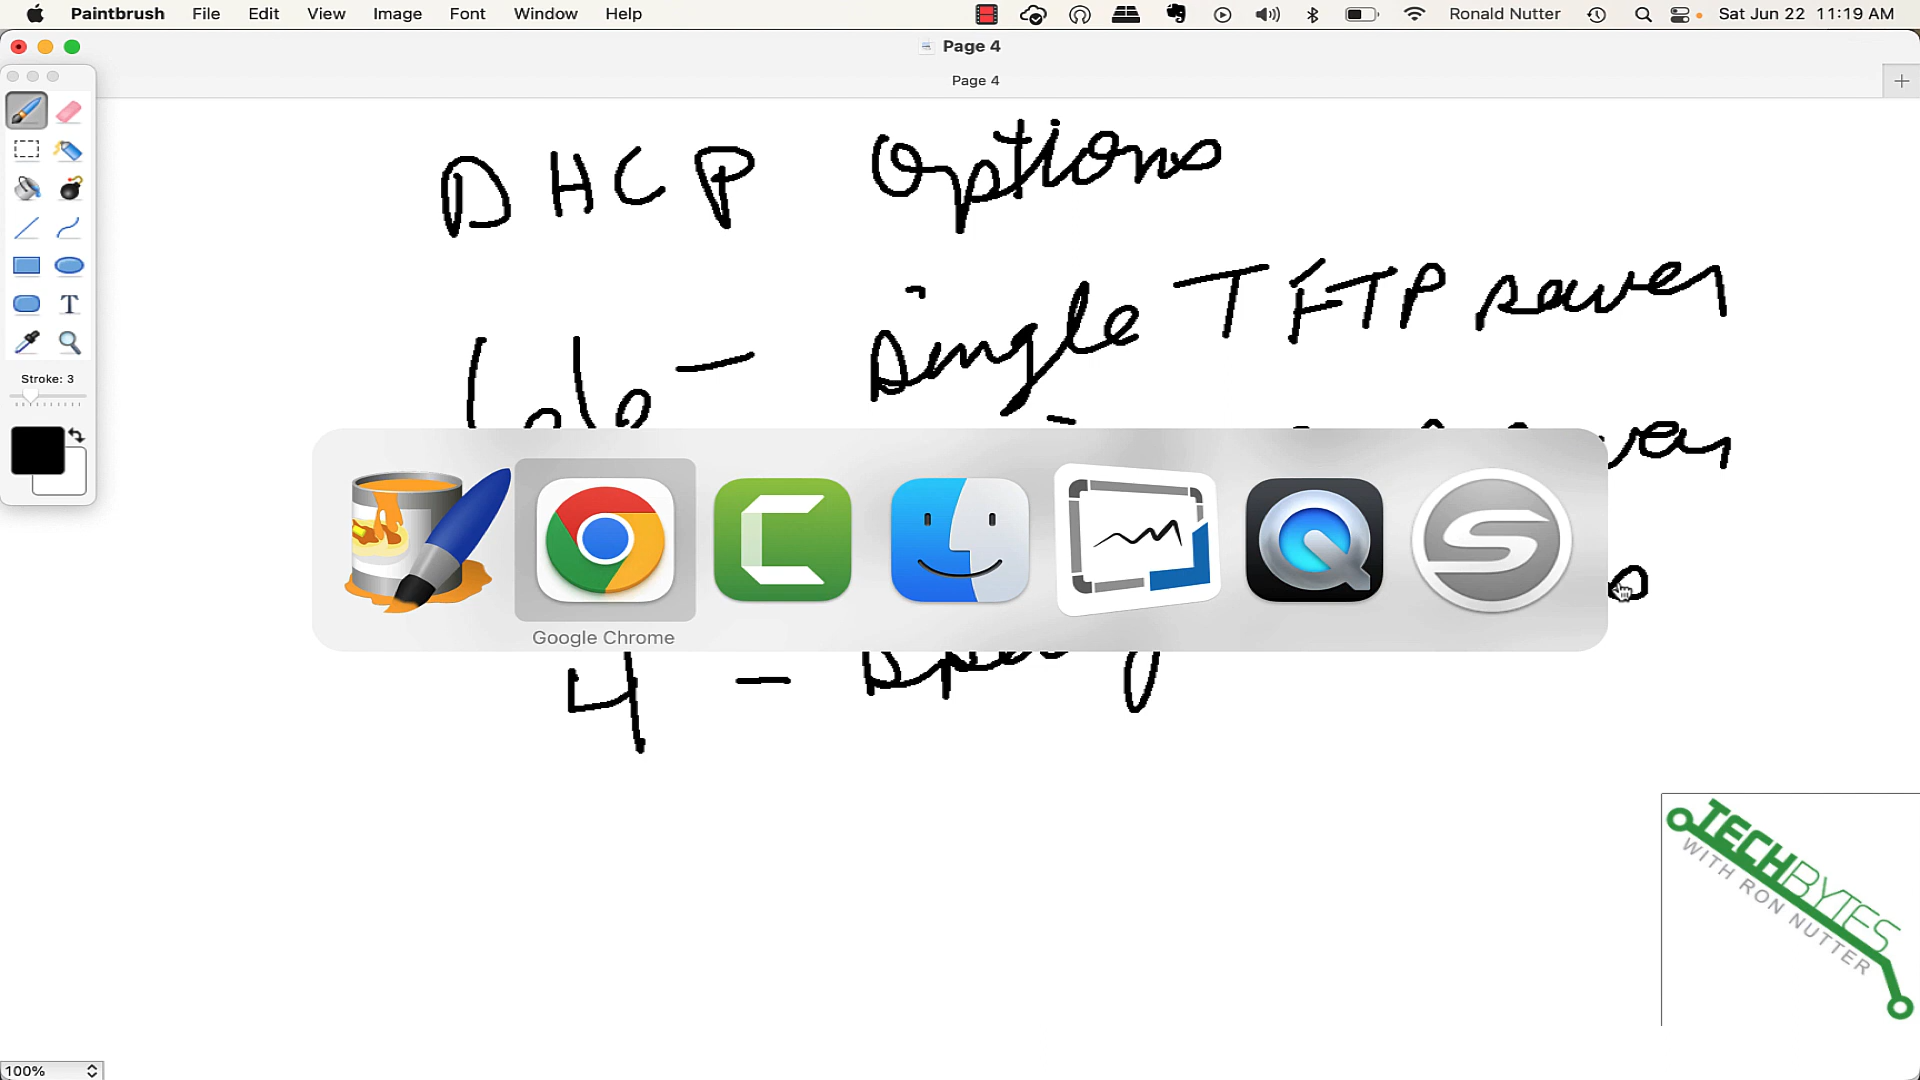 Paintbrush File Edit View Image Font Window Help Ronald Nutter Sat Jun 22 11:19 AM
Page 4
Page 4
DHCP Options
66 - single TFTP server
Stroke: 3
Google Chrome
4 -
TECHBYTES
WITH RON NUTTER
100%